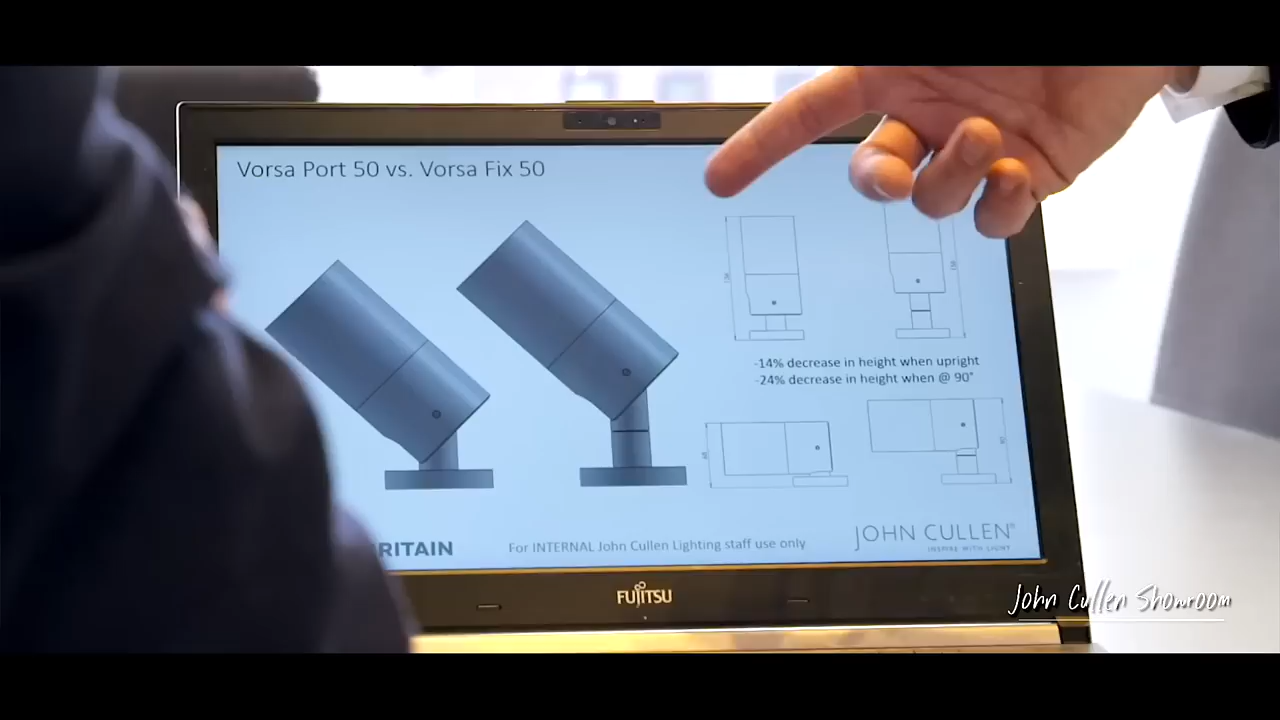 Vorsa Port 50 vs. Vorsa Fix 50
-14% decrease in height when upright
-24% decrease in height when @ 90°
RITAIN
For INTERNAL John Cullen Lighting staff use only
JOHN CULLEN®
INSPIRE WITH LIGHT
FUJITSU
John Cullen Showroom